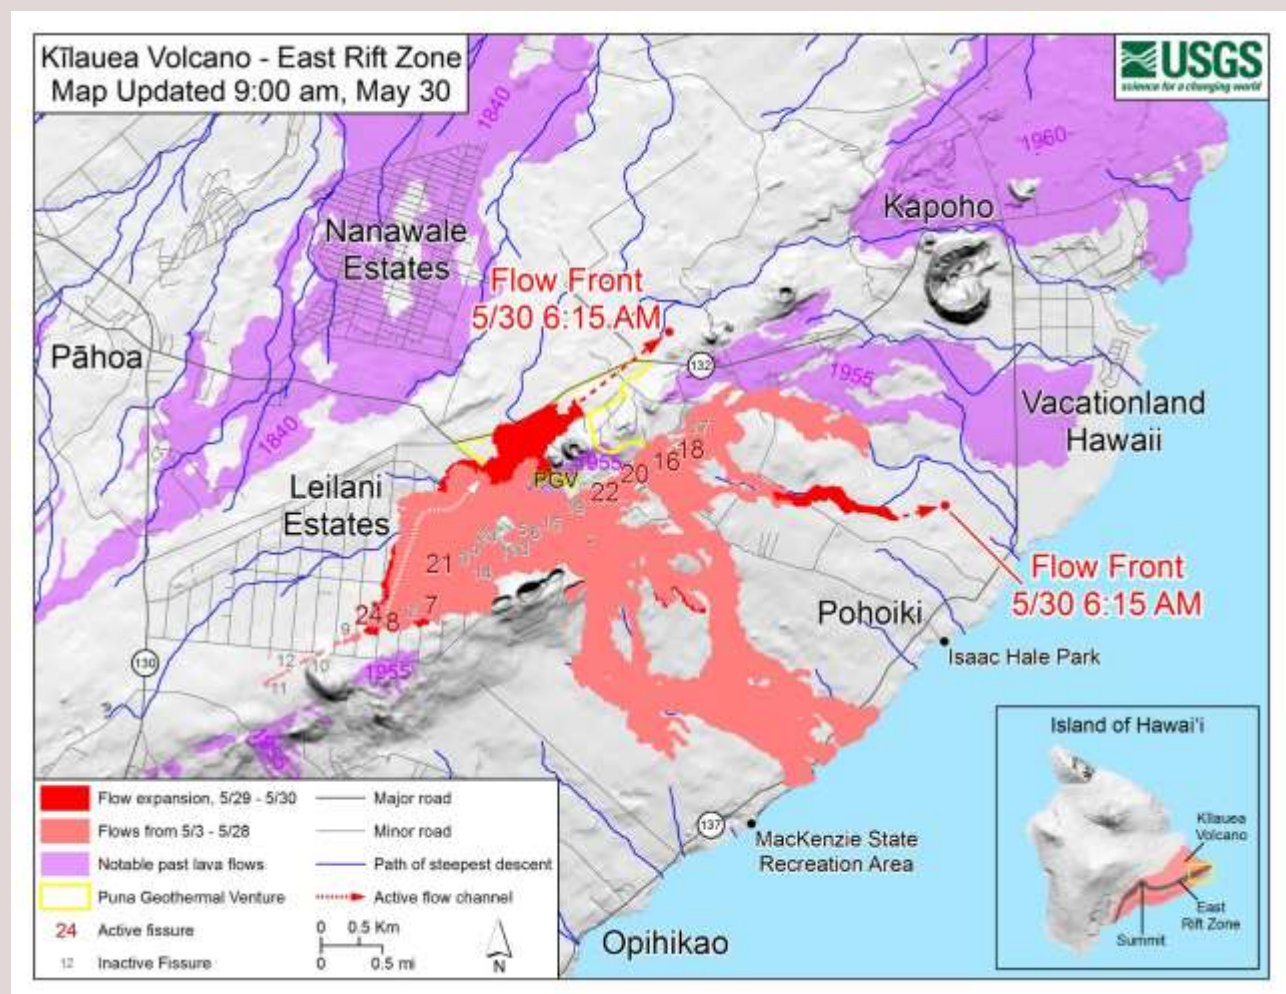 Kīlauea Volcano - East Rift Zone
Map Updated 9:00 am, May 30
USGS
science for a changing world
1840
1960
Kapoho
Nanawale
Estates
Flow Front
5/30 6:15 AM
Pāhoa
132
1955
Vacationland
Hawaii
1840
17
18
1955
16
20
PGV
22
Leilani
Estates
19
21
Flow Front
5/30 6:15 AM
Pohoiki
7
24
8
9
12
10
11
130
1955
Isaac Hale Park
Island of Hawai'i
Kīlauea
Volcano
East
Rift Zone
Summit
137
MacKenzie State
Recreation Area
Opihikao
Flow expansion, 5/29 - 5/30
Flows from 5/3 - 5/28
Notable past lava flows
Puna Geothermal Venture
24 Active fissure
12 Inactive Fissure
Major road
Minor road
Path of steepest descent
Active flow channel
0 0.5 Km
0 0.5 mi
N